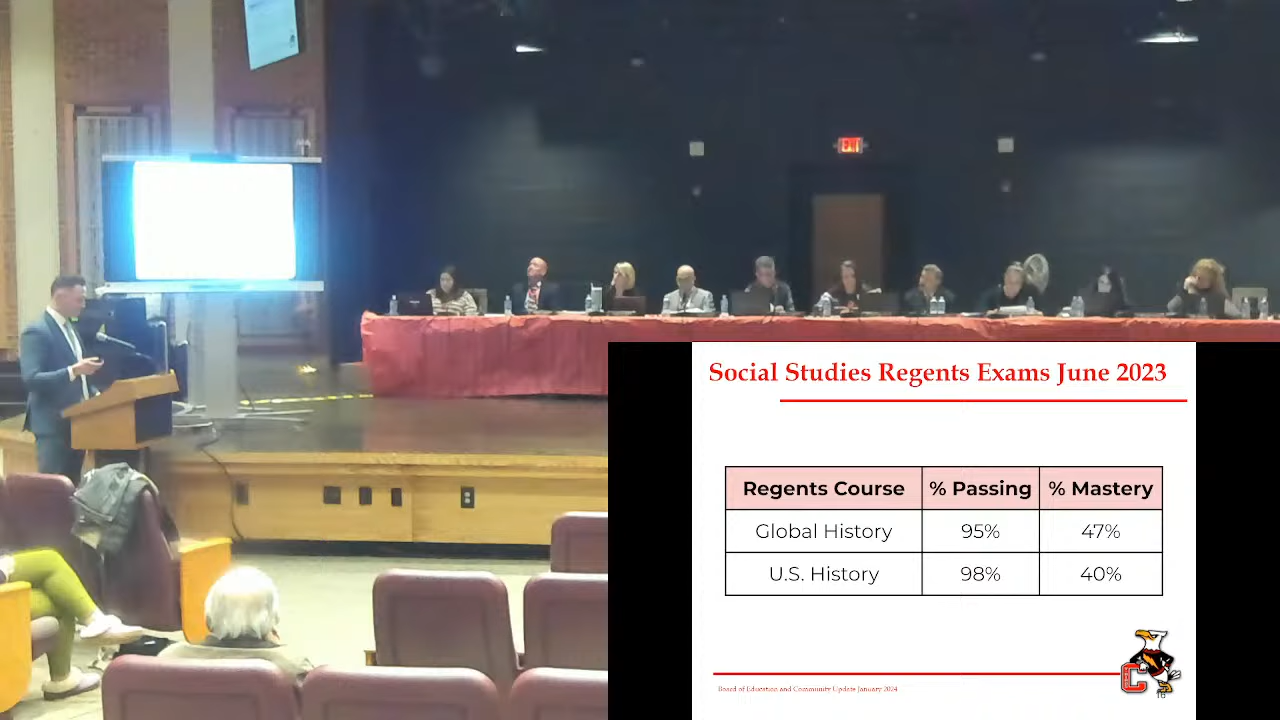 EXIT
Social Studies Regents Exams June 2023
Regents Course % Passing % Mastery
Global History 95% 47%
U.S. History 98% 40%
C
Board of Education and Community Update January 2024
16